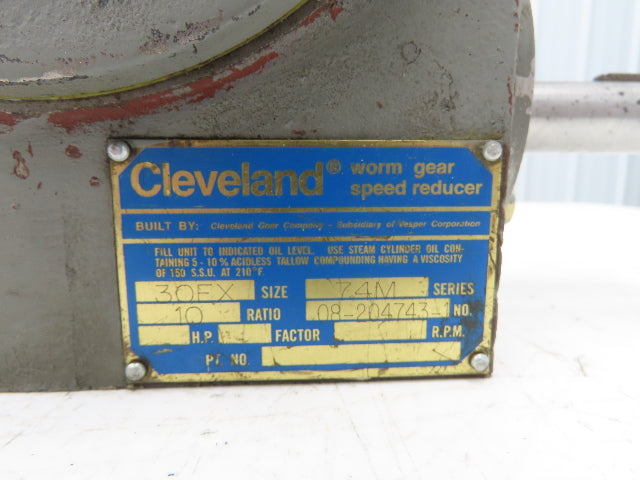 Cleveland® worm gear
speed reducer
BUILT BY: Cleveland Gear Company - Subsidiary of Vesper Corporation
FILL UNIT TO INDICATED OIL LEVEL. USE STEAM CYLINDER OIL CON-
TAINING 5-10% ACIDLESS TALLOW COMPOUNDING HAVING A VISCOSITY
OF 150 S.S.U. AT 210°F.
30FX SIZE 74M SERIES
10 RATIO 08-204743-1 NO.
H.P. FACTOR R.P.M.
PT. NO.